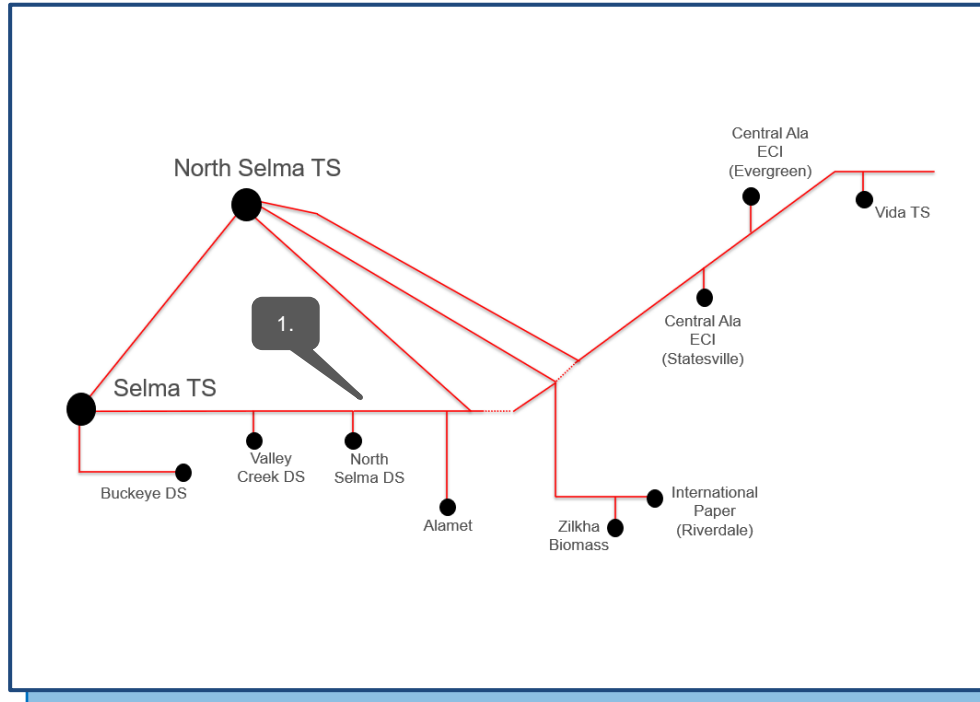 Central Ala
ECI
(Evergreen)
North Selma TS
Vida TS
1.
Central Ala
ECI
(Statesville)
Selma TS
Valley
Creek DS
North
Selma DS
Buckeye DS
International
Paper
(Riverdale)
Alamet
Zilkha
Biomass